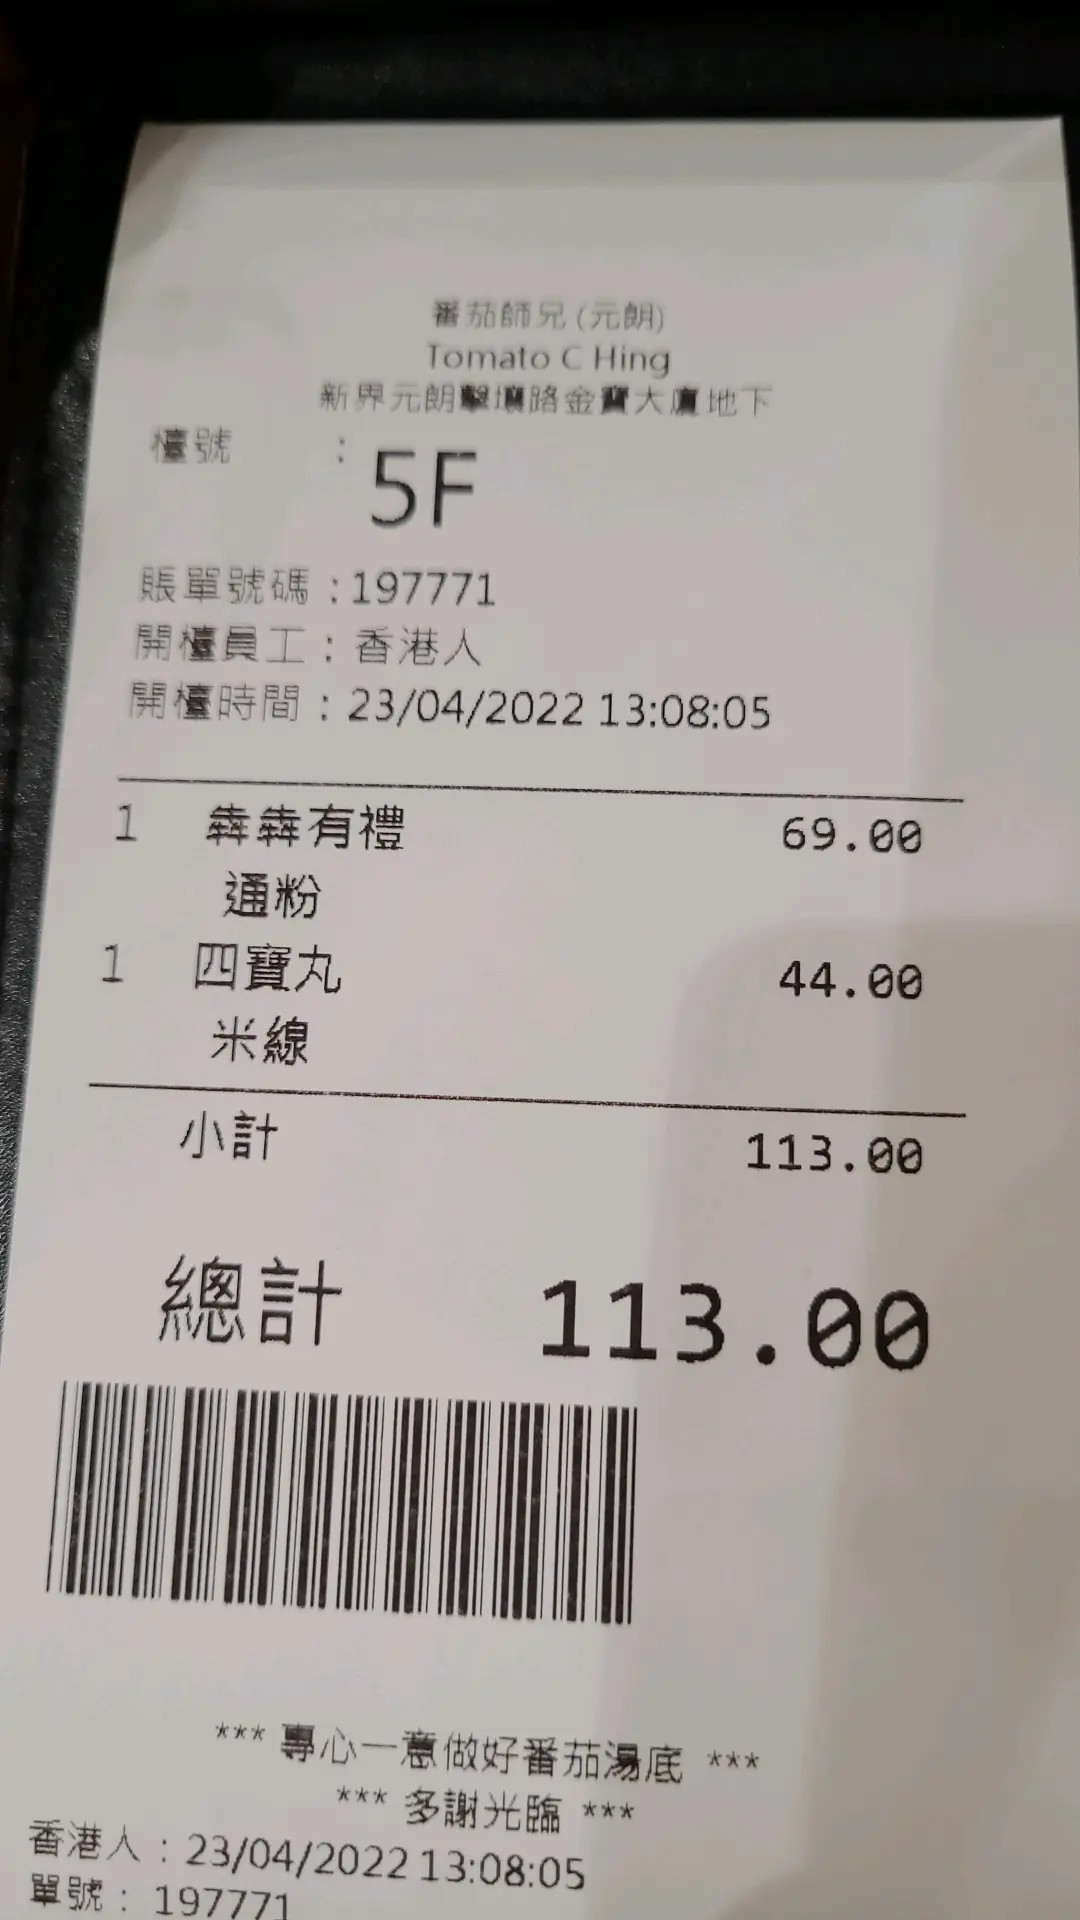 番茄師兄(元朗)
Tomato C Hing
新界元朗擊壤路金寶大廈地下
檯號 : 5F
賬單號碼 : 197771
開檯員工 : 香港人
開檯時間 : 23/04/2022 13:08:05
1 犇犇有禮 69.00
通粉
1 四寶丸 44.00
米線
小計 113.00
總計 113.00
*** 專心一意做好番茄湯底 ***
*** 多謝光臨 ***
香港人 : 23/04/2022 13:08:05
單號 : 197771